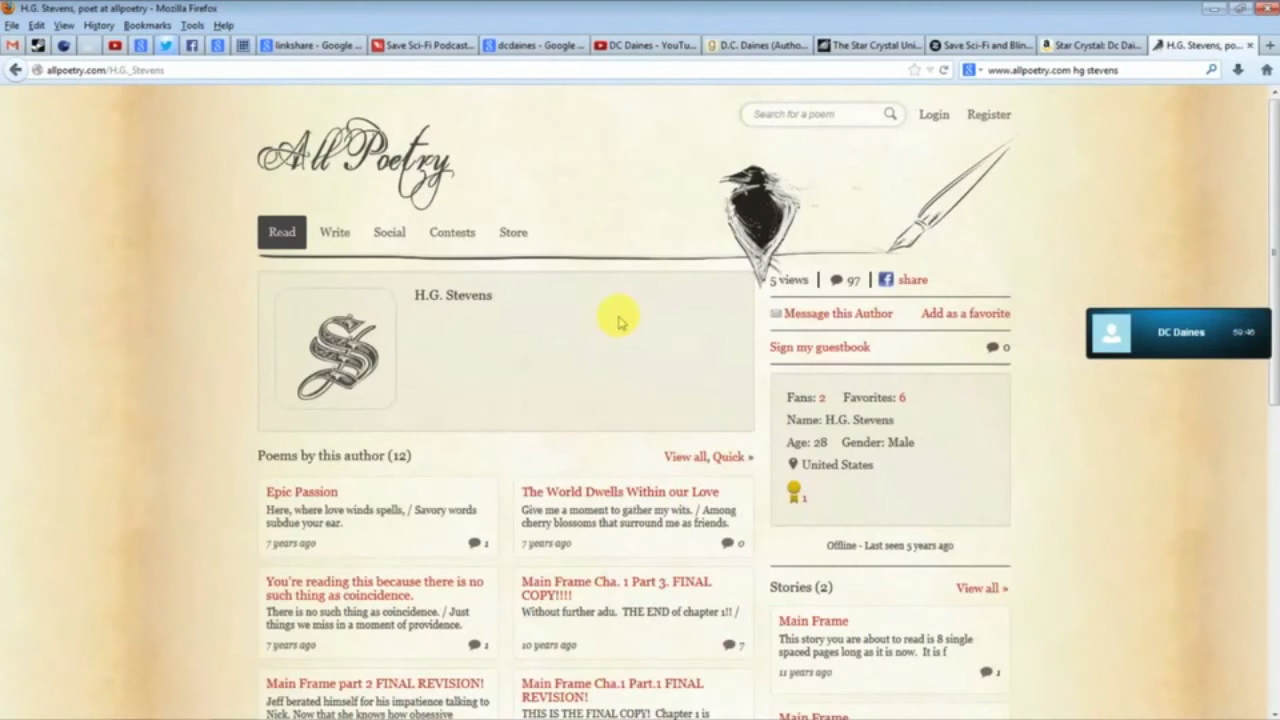 H.G. Stevens, poet at allpoetry - Mozilla Firefox
File Edit View History Bookmarks Tools Help
linkshare - Google ... Save Sci-Fi Podcast... dcdaines - Google ... DC Daines - YouTu... D.C. Daines (Autho... The Star Crystal Uni... Save Sci-Fi and Blin... Star Crystal: Dc Dai... H.G. Stevens, po...
allpoetry.com/H.G._Stevens www.allpoetry.com hg stevens
Search for a poem Login Register
All Poetry
Read Write Social Contests Store
5 views 97 share
H.G. Stevens
S
Message this Author Add as a favorite
Sign my guestbook 0
DC Daines 59:46
Fans: 2 Favorites: 6
Name: H.G. Stevens
Age: 28 Gender: Male
United States
1
Offline - Last seen 5 years ago
Poems by this author (12) View all, Quick »
Epic Passion
Here, where love winds spells, / Savory words
subdue your ear.
7 years ago 1
The World Dwells Within our Love
Give me a moment to gather my wits. / Among
cherry blossoms that surround me as friends.
7 years ago 0
You're reading this because there is no
such thing as coincidence.
There is no such thing as coincidence. / Just
things we miss in a moment of providence.
7 years ago 1
Main Frame Cha. 1 Part 3. FINAL
COPY!!!!
Without further adu. THE END of chapter 1!! /
10 years ago 7
Main Frame part 2 FINAL REVISION!
Jeff berated himself for his impatience talking to
Nick. Now that she knows how obsessive
Main Frame Cha.1 Part.1 FINAL
REVISION!
THIS IS THE FINAL COPY! Chapter 1 is
Stories (2) View all »
Main Frame
This story you are about to read is 8 single
spaced pages long as it is now. It is f
11 years ago 1
Main Frame